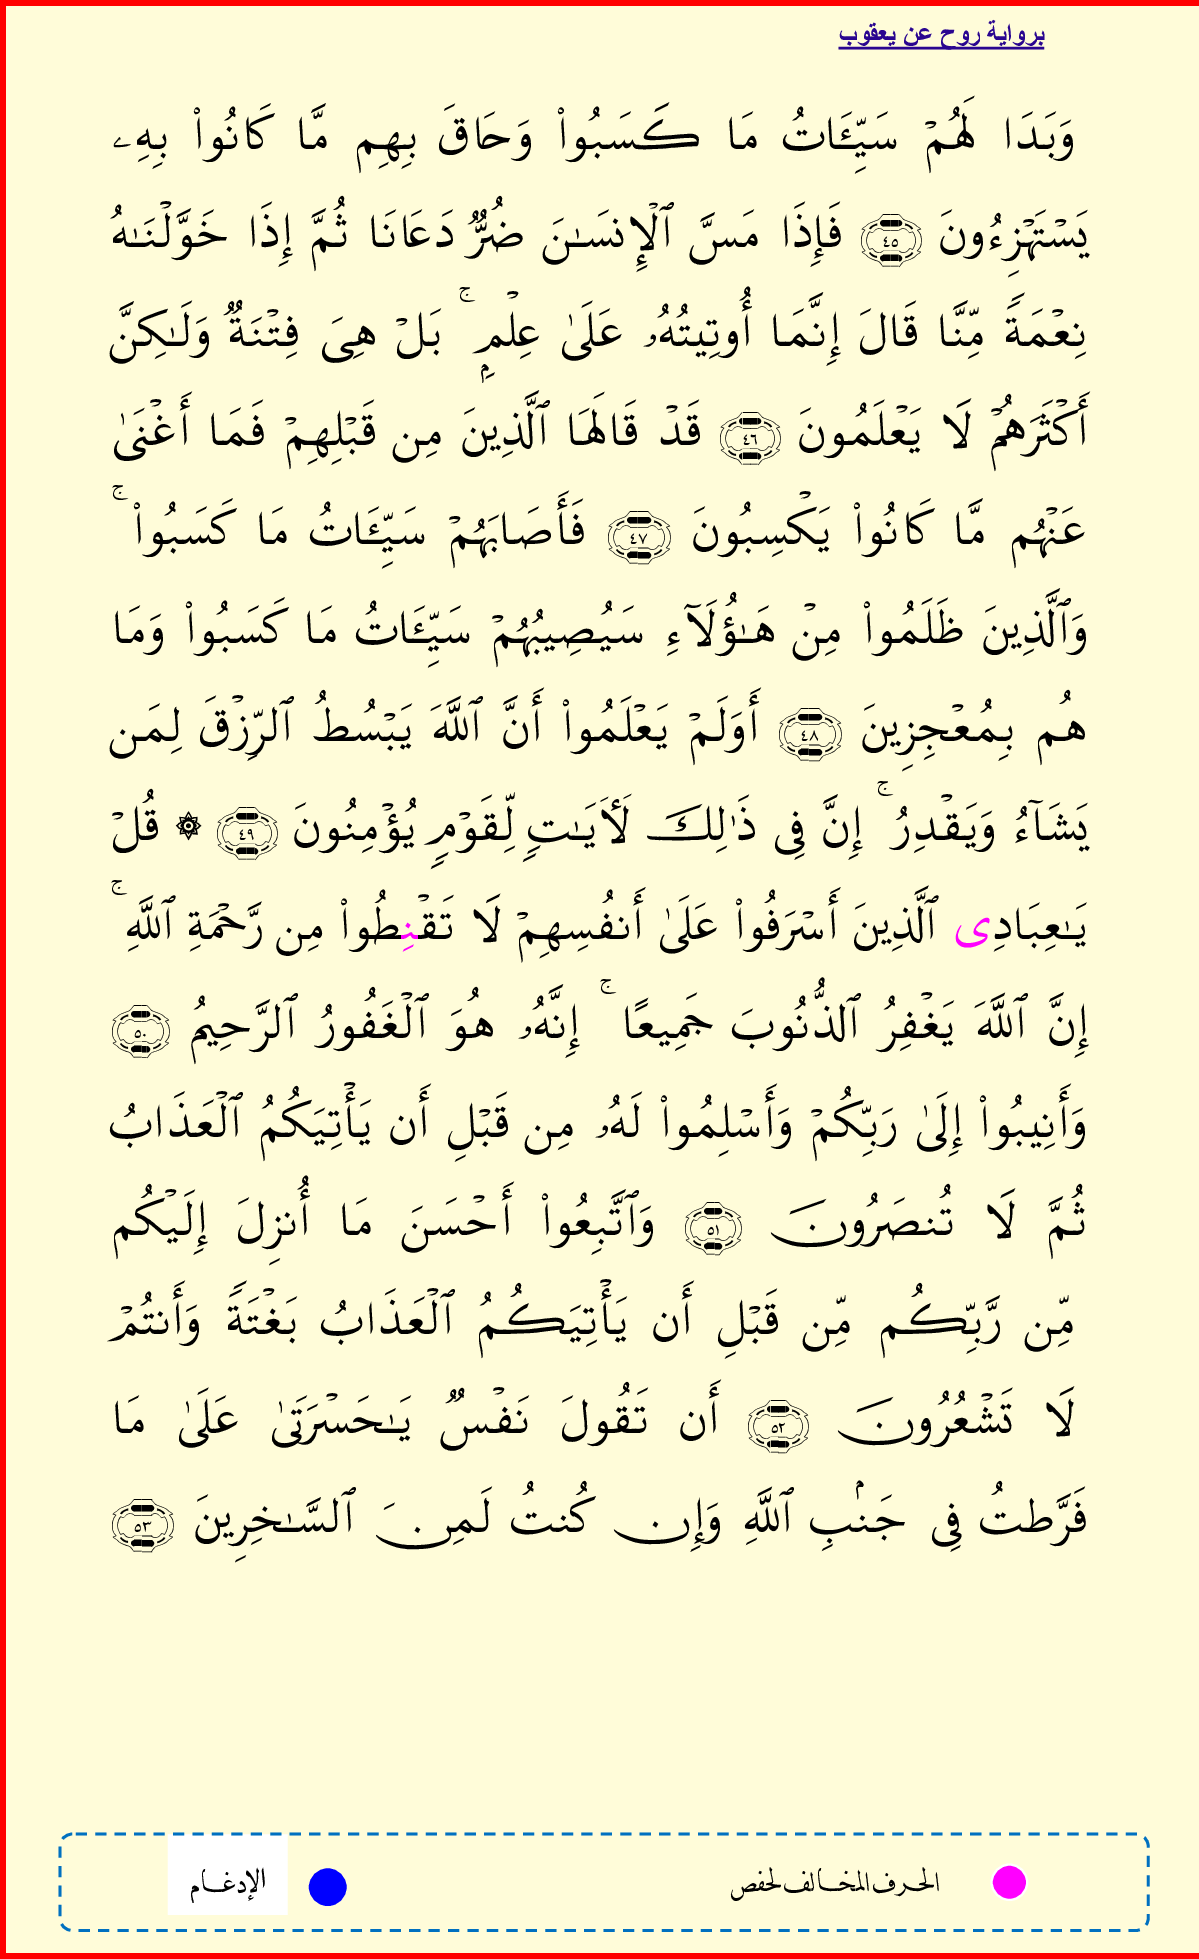 برواية روح عن يعقوب
وَبَدَا لَهُمۡ سَيِّـَٔاتُ مَا كَسَبُواْ وَحَاقَ بِهِم مَّا كَانُواْ بِهِۦ
يَسۡتَهۡزِءُونَ ٤٥ فَإِذَا مَسَّ ٱلۡإِنسَٰنَ ضُرࣱّ دَعَانَا ثُمَّ إِذَا خَوَّلۡنَٰهُ
نِعۡمَةࣰ مِّنَّا قَالَ إِنَّمَا أُوتِيتُهُۥ عَلَىٰ عِلۡمِۭۚ بَلۡ هِىَ فِتۡنَةࣱ وَلَٰكِنَّ
أَكۡثَرَهُمۡ لَا يَعۡلَمُونَ ٤٦ قَدۡ قَالَهَا ٱلَّذِينَ مِن قَبۡلِهِمۡ فَمَا أَغۡنَىٰ
عَنۡهُم مَّا كَانُواْ يَكۡسِبُونَ ٤٧ فَأَصَابَهُمۡ سَيِّـَٔاتُ مَا كَسَبُواْۚ
وَٱلَّذِينَ ظَلَمُواْ مِنۡ هَٰؤُلَآءِ سَيُصِيبُهُمۡ سَيِّـَٔاتُ مَا كَسَبُواْ وَمَا
هُم بِمُعۡجِزِينَ ٤٨ أَوَلَمۡ يَعۡلَمُواْ أَنَّ ٱللَّهَ يَبۡسُطُ ٱلرِّزۡقَ لِمَن
يَشَآءُ وَيَقۡدِرُۚ إِنَّ فِى ذَٰلِكَ لَأٓيَٰتࣲ لِّقَوۡمࣲ يُؤۡمِنُونَ ٤٩ ۞ قُلۡ
يَٰعِبَادِى ٱلَّذِينَ أَسۡرَفُواْ عَلَىٰ أَنفُسِهِمۡ لَا تَقۡنِطُواْ مِن رَّحۡمَةِ ٱللَّهِۚ
إِنَّ ٱللَّهَ يَغۡفِرُ ٱلذُّنُوبَ جَمِيعًاۚ إِنَّهُۥ هُوَ ٱلۡغَفُورُ ٱلرَّحِيمُ ٥٠
وَأَنِيبُواْ إِلَىٰ رَبِّكُمۡ وَأَسۡلِمُواْ لَهُۥ مِن قَبۡلِ أَن يَأۡتِيَكُمُ ٱلۡعَذَابُ
ثُمَّ لَا تُنصَرُونَ ٥١ وَٱتَّبِعُواْ أَحۡسَنَ مَا أُنزِلَ إِلَيۡكُم
مِّن رَّبِّكُم مِّن قَبۡلِ أَن يَأۡتِيَكُمُ ٱلۡعَذَابُ بَغۡتَةࣰ وَأَنتُمۡ
لَا تَشۡعُرُونَ ٥٢ أَن تَقُولَ نَفۡسࣱ يَٰحَسۡرَتَىٰ عَلَىٰ مَا
فَرَّطتُ فِى جَنۢبِ ٱللَّهِ وَإِن كُنتُ لَمِنَ ٱلسَّٰخِرِينَ ٥٣
الحرف المخالف لحفص الإدغام